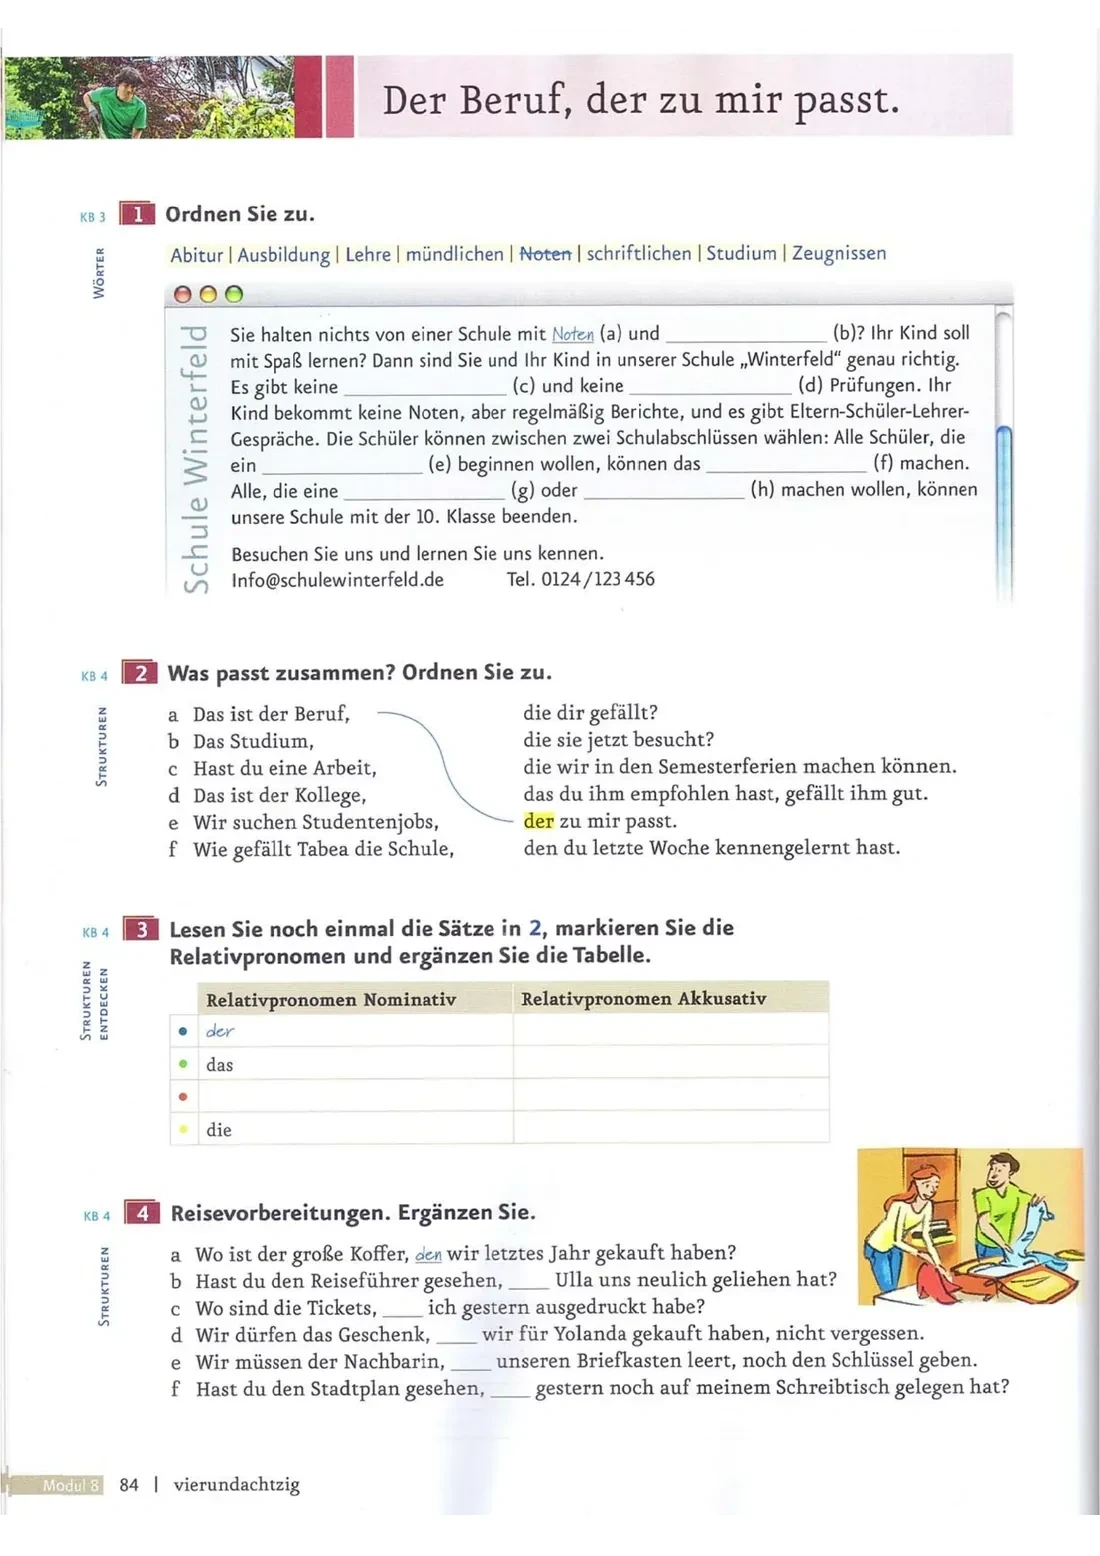 Der Beruf, der zu mir passt.
KB 3 1 Ordnen Sie zu.
WÖRTER
Abitur | Ausbildung | Lehre | mündlichen | Noten | schriftlichen | Studium | Zeugnissen
Schule Winterfeld
Sie halten nichts von einer Schule mit Noten (a) und ____________ (b)? Ihr Kind soll
mit Spaß lernen? Dann sind Sie und Ihr Kind in unserer Schule „Winterfeld“ genau richtig.
Es gibt keine ____________ (c) und keine ____________ (d) Prüfungen. Ihr
Kind bekommt keine Noten, aber regelmäßig Berichte, und es gibt Eltern-Schüler-Lehrer-
Gespräche. Die Schüler können zwischen zwei Schulabschlüssen wählen: Alle Schüler, die
ein ____________ (e) beginnen wollen, können das ____________ (f) machen.
Alle, die eine ____________ (g) oder ____________ (h) machen wollen, können
unsere Schule mit der 10. Klasse beenden.
Besuchen Sie uns und lernen Sie uns kennen.
Info@schulewinterfeld.de Tel. 0124/123 456
KB 4 2 Was passt zusammen? Ordnen Sie zu.
STRUKTUREN
a Das ist der Beruf, die dir gefällt?
b Das Studium, die sie jetzt besucht?
c Hast du eine Arbeit, die wir in den Semesterferien machen können.
d Das ist der Kollege, das du ihm empfohlen hast, gefällt ihm gut.
e Wir suchen Studentenjobs, der zu mir passt.
f Wie gefällt Tabea die Schule, den du letzte Woche kennengelernt hast.
KB 4 3 Lesen Sie noch einmal die Sätze in 2, markieren Sie die
Relativpronomen und ergänzen Sie die Tabelle.
STRUKTUREN
ENTDECKEN
Relativpronomen Nominativ Relativpronomen Akkusativ
• der
• das
•
• die
KB 4 4 Reisevorbereitungen. Ergänzen Sie.
STRUKTUREN
a Wo ist der große Koffer, den wir letztes Jahr gekauft haben?
b Hast du den Reiseführer gesehen, ____ Ulla uns neulich geliehen hat?
c Wo sind die Tickets, ____ ich gestern ausgedruckt habe?
d Wir dürfen das Geschenk, ____ wir für Yolanda gekauft haben, nicht vergessen.
e Wir müssen der Nachbarin, ____ unseren Briefkasten leert, noch den Schlüssel geben.
f Hast du den Stadtplan gesehen, ____ gestern noch auf meinem Schreibtisch gelegen hat?
Modul 8 84 | vierundachtzig